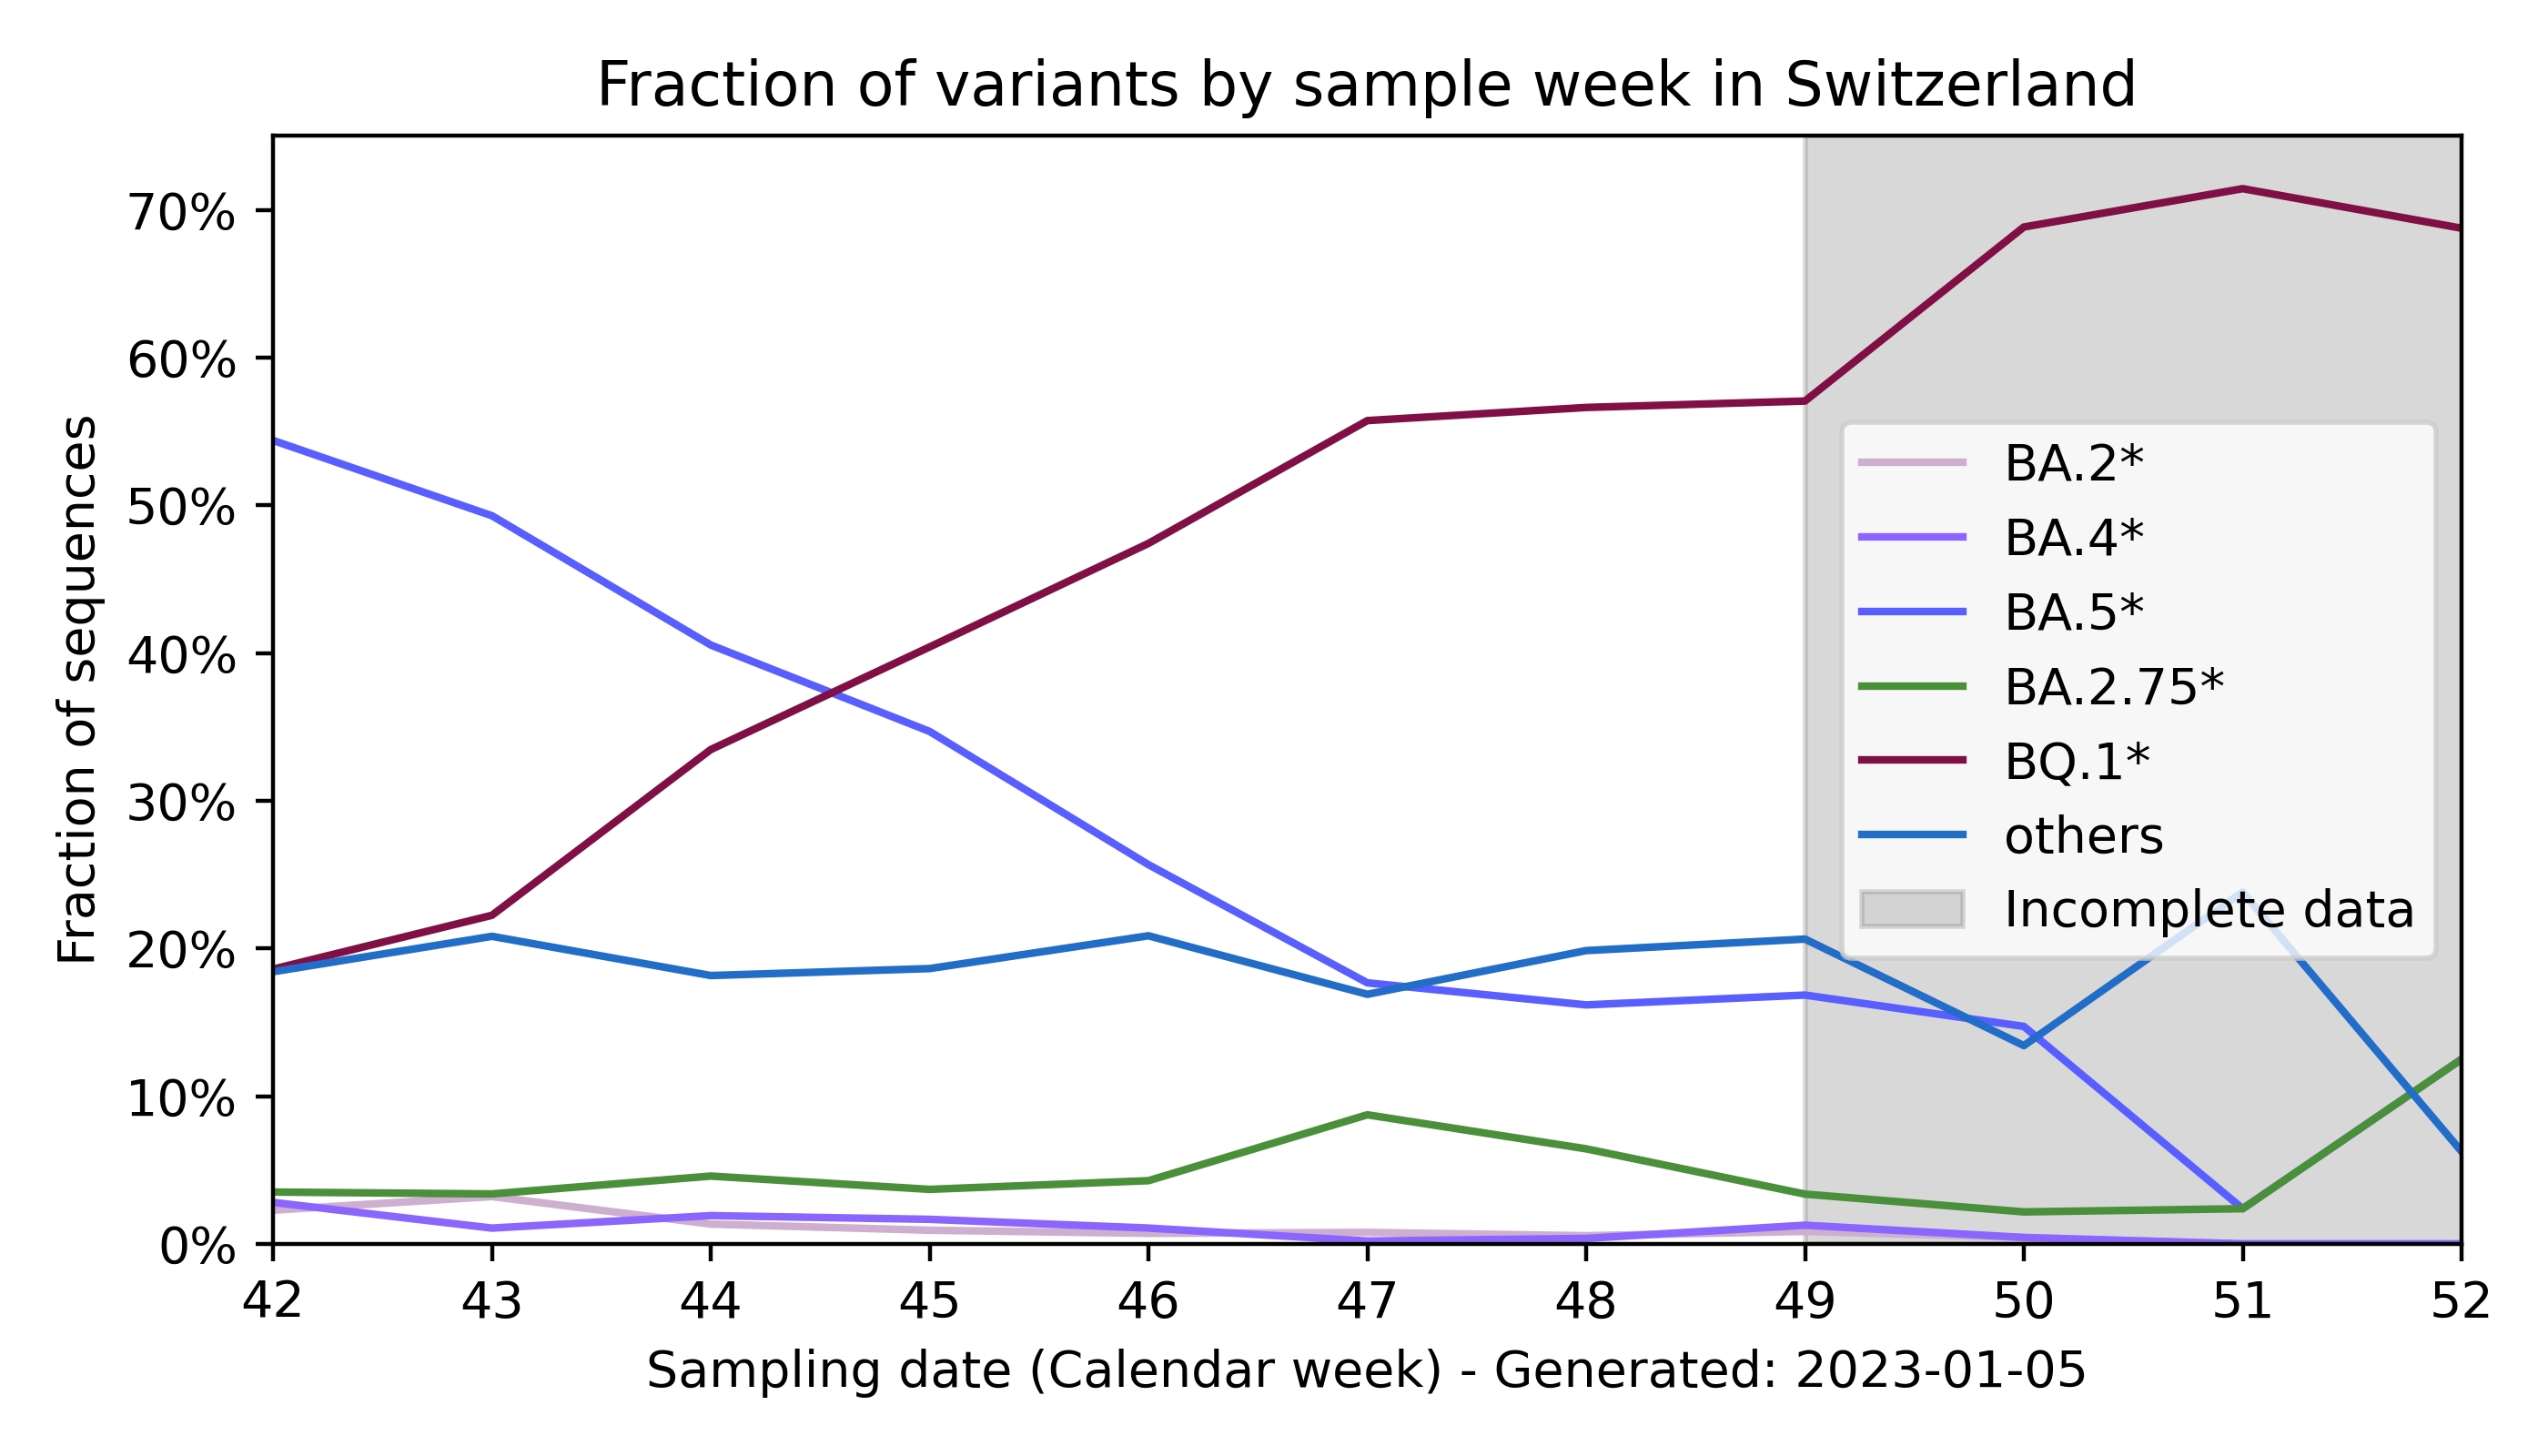 Fraction of variants by sample week in Switzerland
Fraction of sequences
70%
60%
50%
40%
30%
20%
10%
0%
BA.2*
BA.4*
BA.5*
BA.2.75*
BQ.1*
others
Incomplete data
42 43 44 45 46 47 48 49 50 51 52
Sampling date (Calendar week) - Generated: 2023-01-05